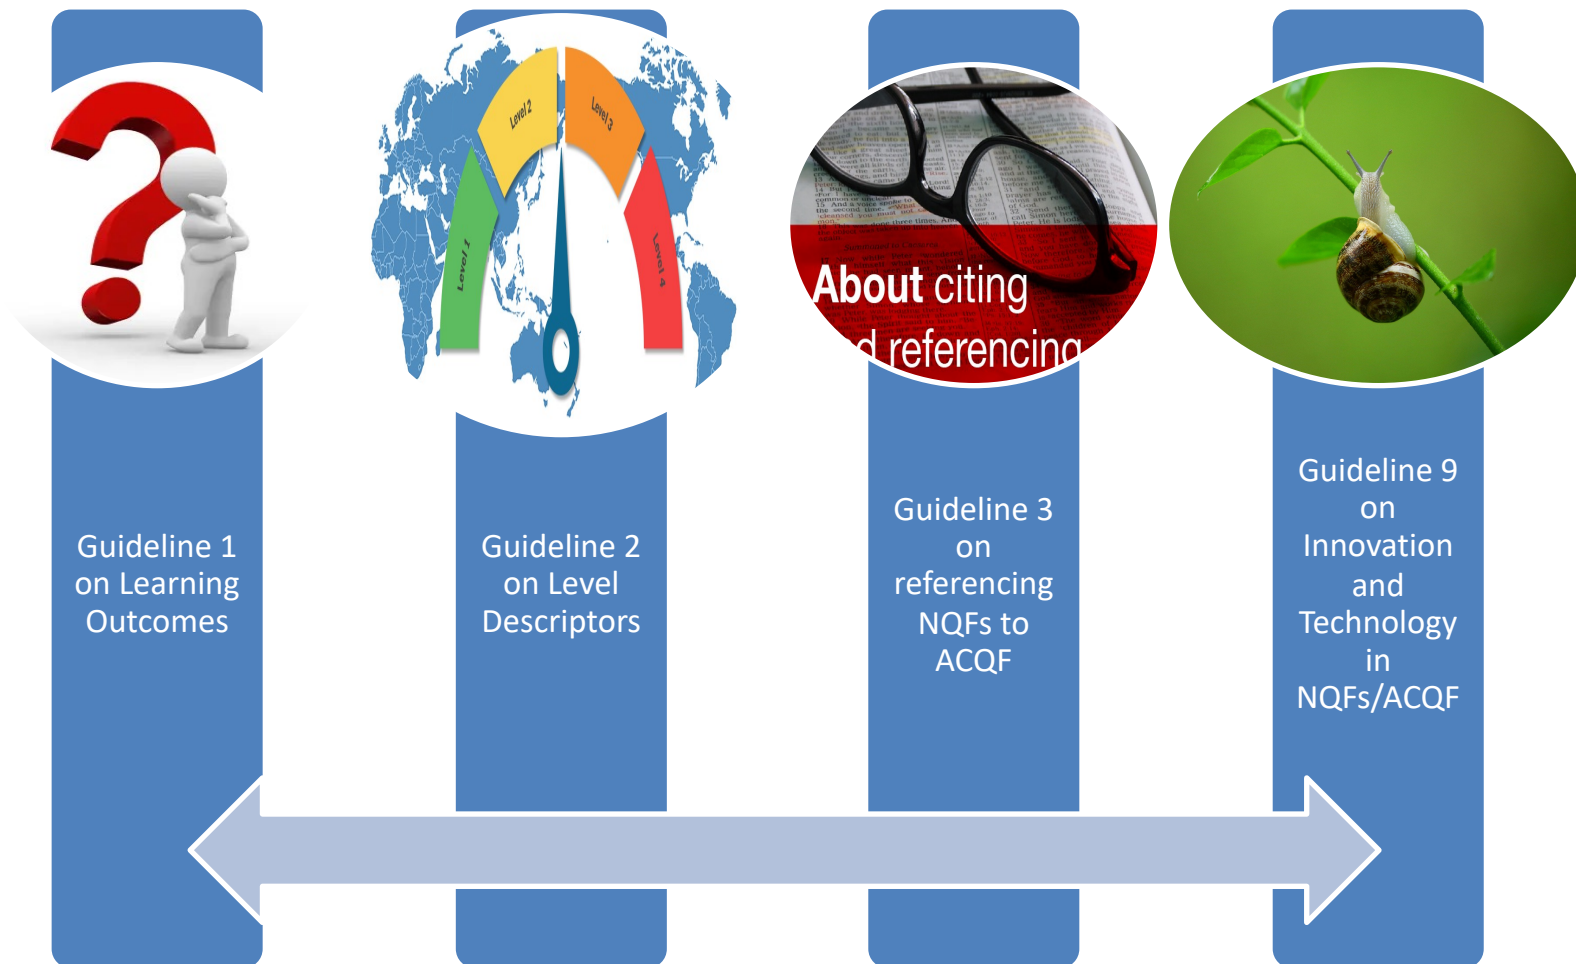 Level 1
Level 2
Level 3
Level 4
About citing
d referencing
Guideline 1
on Learning
Outcomes
Guideline 2
on Level
Descriptors
Guideline 3
on
referencing
NQFs to
ACQF
Guideline 9
on
Innovation
and
Technology
in
NQFs/ACQF